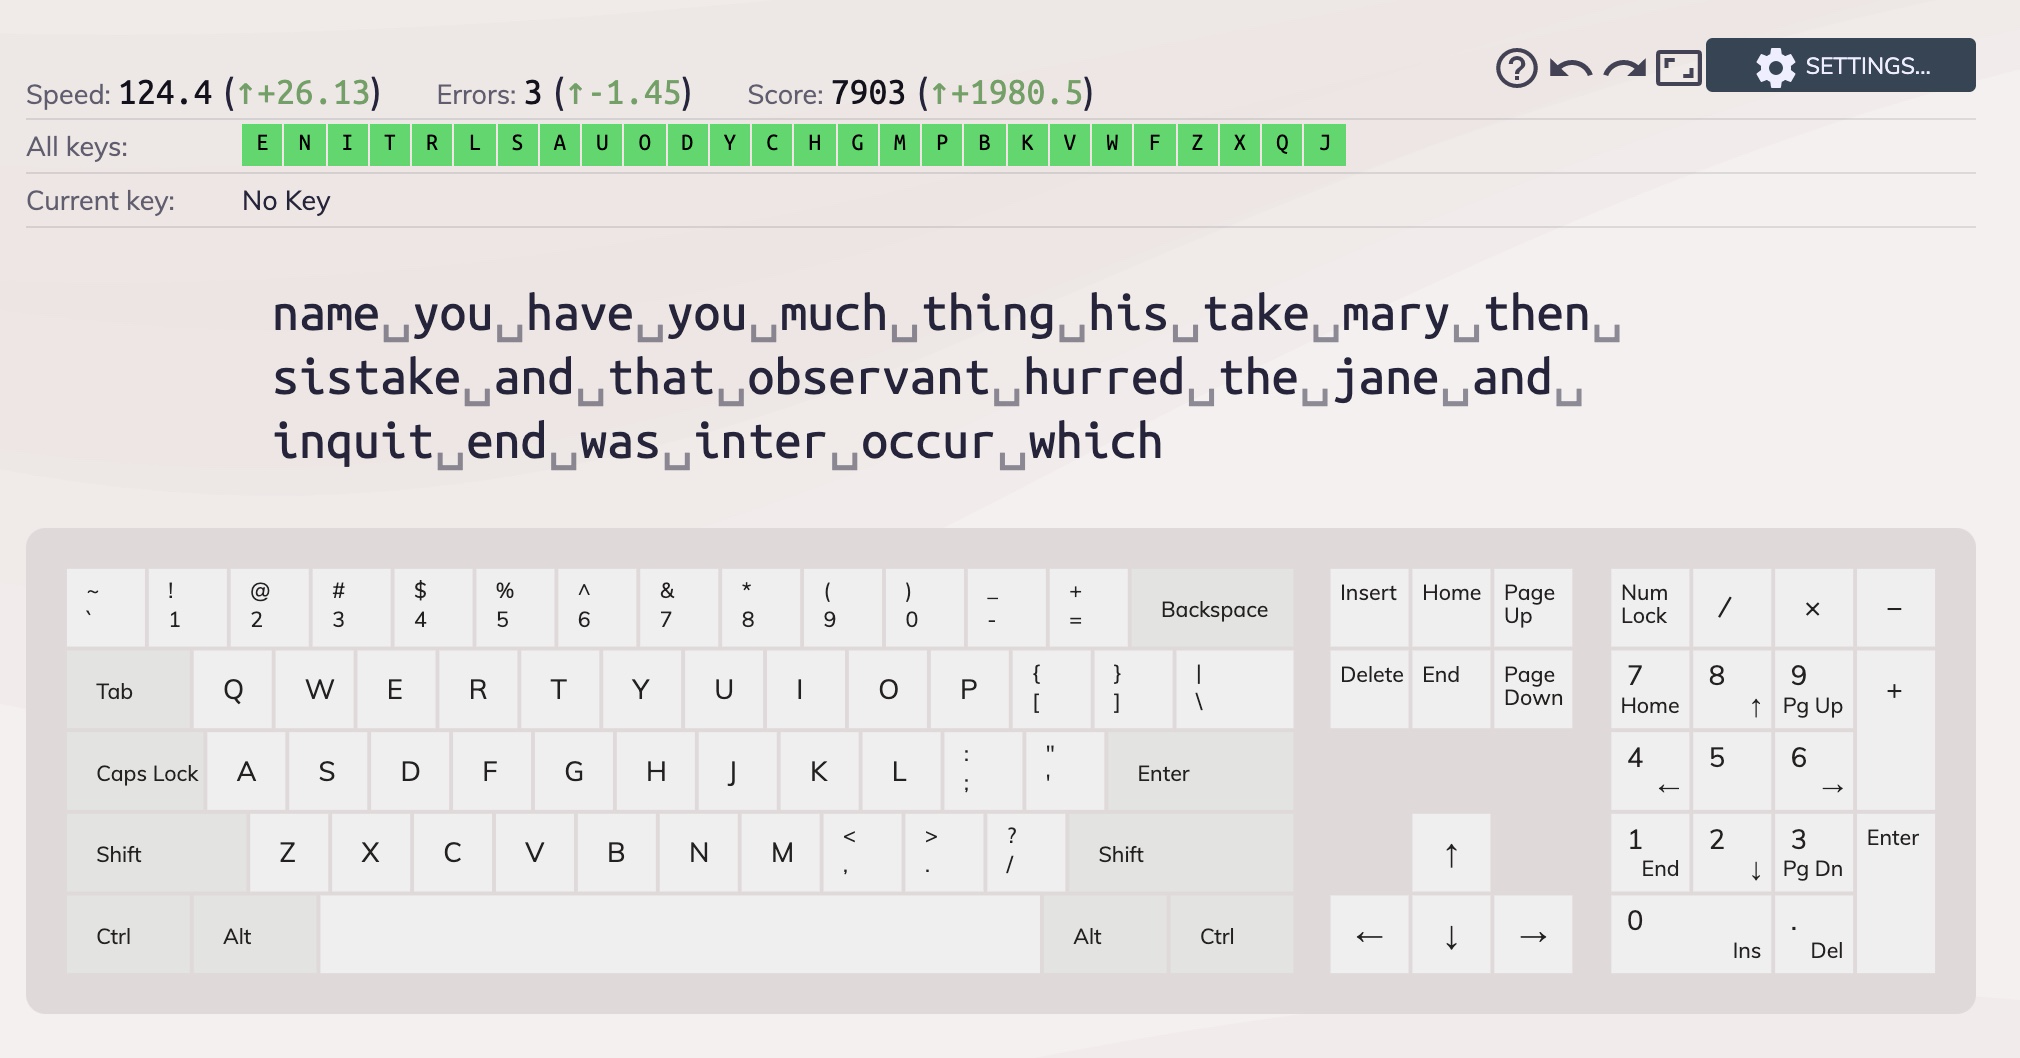 Speed: 124.4 (↑+26.13) Errors: 3 (↑-1.45) Score: 7903 (↑+1980.5) SETTINGS...
All keys: E N I T R L S A U O D Y C H G M P B K V W F Z X Q J
Current key: No Key
name␣you␣have␣you␣much␣thing␣his␣take␣mary␣then␣
sistake␣and␣that␣observant␣hurred␣the␣jane␣and␣
inquit␣end␣was␣inter␣occur␣which
~ ! @ # $ % ^ & * ( ) _ + Backspace Insert Home Page Up Num Lock / × −
` 1 2 3 4 5 6 7 8 9 0 - =
Tab Q W E R T Y U I O P { } | Delete End Page Down 7 8 9 +
[ ] \ Home ↑ Pg Up
Caps Lock A S D F G H J K L : " Enter 4 5 6
; ' ← →
Shift Z X C V B N M < > ? Shift ↑ 1 2 3 Enter
, . / End ↓ Pg Dn
Ctrl Alt Alt Ctrl ← ↓ → 0 .
Ins Del